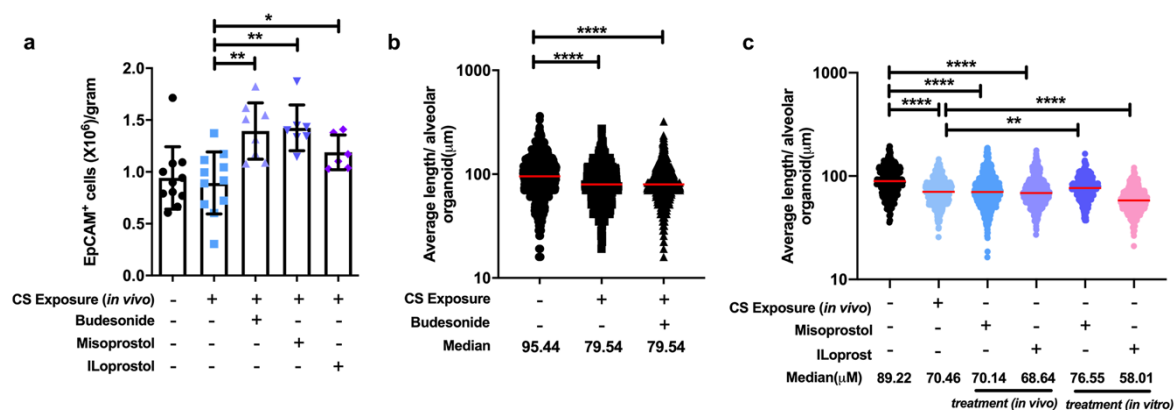 a
*
**
**
EpCAM⁺ cells (X10⁶)/gram
2.0
1.5
1.0
0.5
0.0
CS Exposure (in vivo) - + + + +
Budesonide - - + - -
Misoprostol - - - + -
ILoprostol - - - - +
b
****
****
Average length/ alveolar
organoid(μm)
1000
100
10
CS Exposure - + +
Budesonide - - +
Median 95.44 79.54 79.54
c
****
****
****
****
**
Average length/ alveolar
organoid(μm)
1000
100
10
CS Exposure (in vivo) - + - - - -
Misoprostol - - + - + -
ILoprost - - - + - +
Median(μM) 89.22 70.46 70.14 68.64 76.55 58.01
treatment (in vivo) treatment (in vitro)